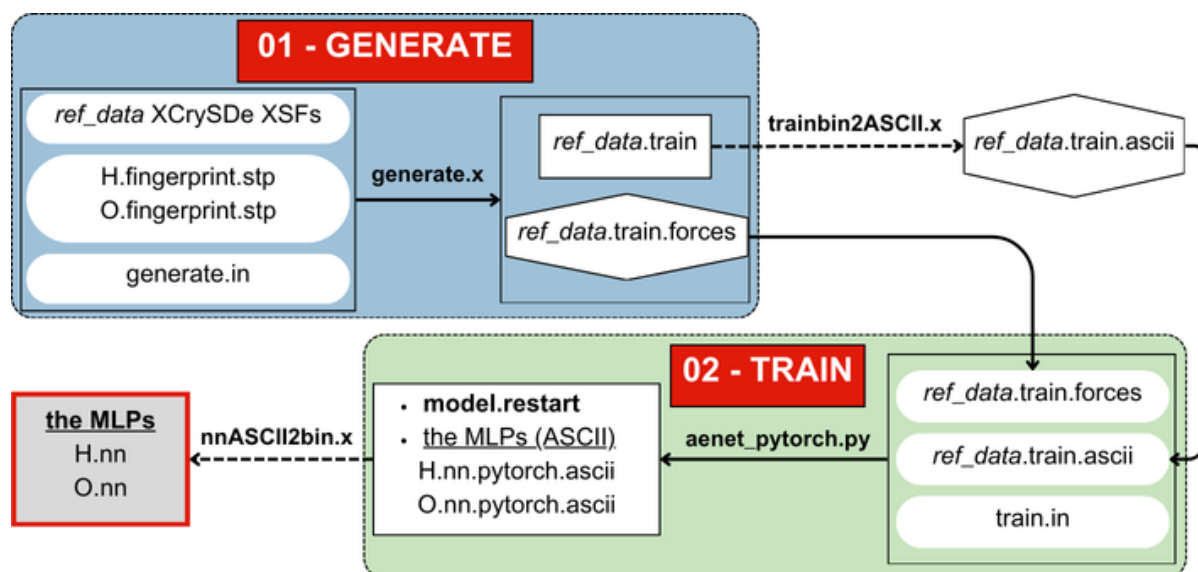 01 - GENERATE
ref_data XCrySDe XSFs
H.fingerprint.stp
O.fingerprint.stp
generate.in
generate.x
ref_data.train
ref_data.train.forces
trainbin2ASCII.x
ref_data.train.ascii
02 - TRAIN
ref_data.train.forces
ref_data.train.ascii
train.in
aenet_pytorch.py
• model.restart
• the MLPs (ASCII)
H.nn.pytorch.ascii
O.nn.pytorch.ascii
nnASCII2bin.x
the MLPs
H.nn
O.nn